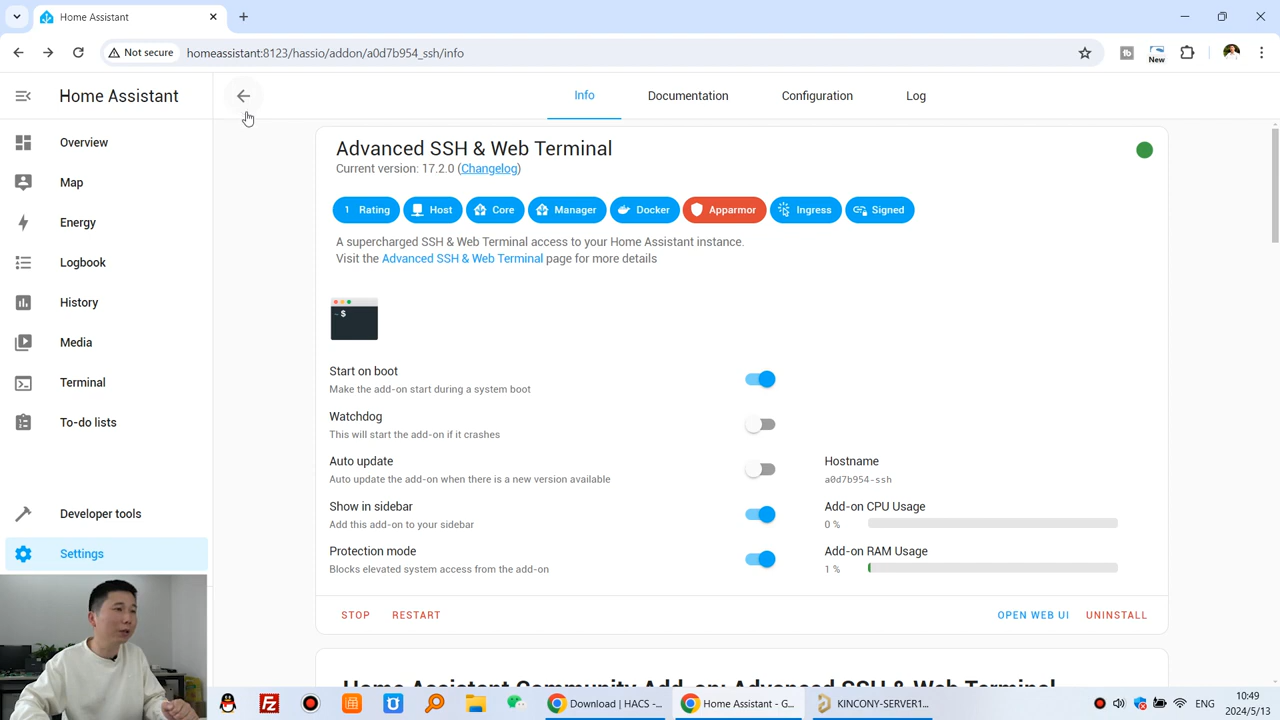 Home Assistant
Not secure
homeassistant:8123/hassio/addon/a0d7b954_ssh/info
New
Home Assistant
Info
Documentation
Configuration
Log
Overview
Map
Energy
Logbook
History
Media
Terminal
To-do lists
Developer tools
Settings
Advanced SSH & Web Terminal
Current version: 17.2.0 (Changelog)
1 Rating
Host
Core
Manager
Docker
Apparmor
Ingress
Signed
A supercharged SSH & Web Terminal access to your Home Assistant instance.
Visit the Advanced SSH & Web Terminal page for more details
~ $
Start on boot
Make the add-on start during a system boot
Watchdog
This will start the add-on if it crashes
Auto update
Auto update the add-on when there is a new version available
Hostname
a0d7b954-ssh
Show in sidebar
Add this add-on to your sidebar
Add-on CPU Usage
0 %
Protection mode
Blocks elevated system access from the add-on
Add-on RAM Usage
1 %
STOP
RESTART
OPEN WEB UI
UNINSTALL
Home Assistant Community Add-on: Advanced SSH & Web Terminal
Download | HACS -...
Home Assistant - G...
KINCONY-SERVER1...
ENG
10:49
2024/5/13